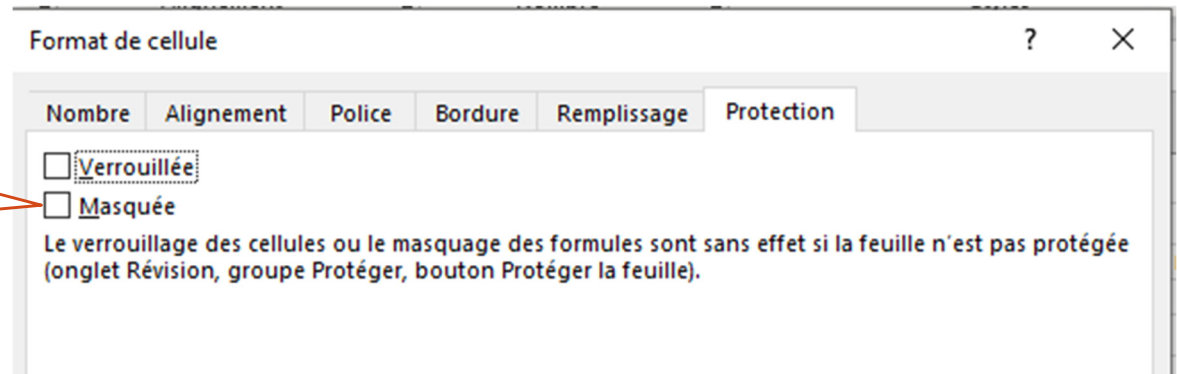 Format de cellule ? X
Nombre Alignement Police Bordure Remplissage Protection
Verrouillée
Masquée
Le verrouillage des cellules ou le masquage des formules sont sans effet si la feuille n'est pas protégée
(onglet Révision, groupe Protéger, bouton Protéger la feuille).